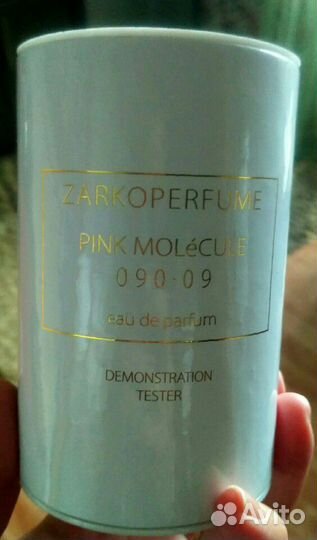 ZARKOPERFUME
PINK MOLéCULE
090·09
eau de parfum
DEMONSTRATION
TESTER
Avito